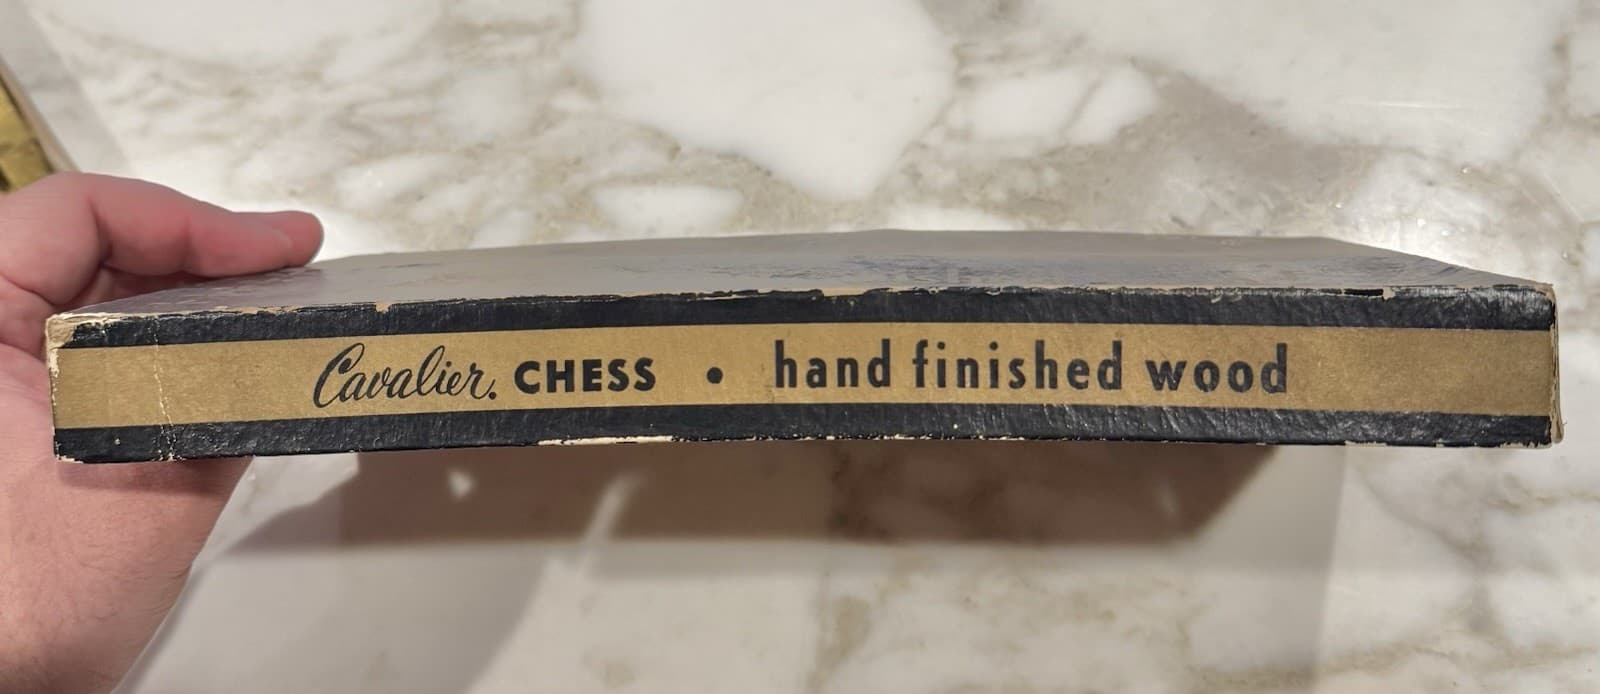 Cavalier. CHESS • hand finished wood